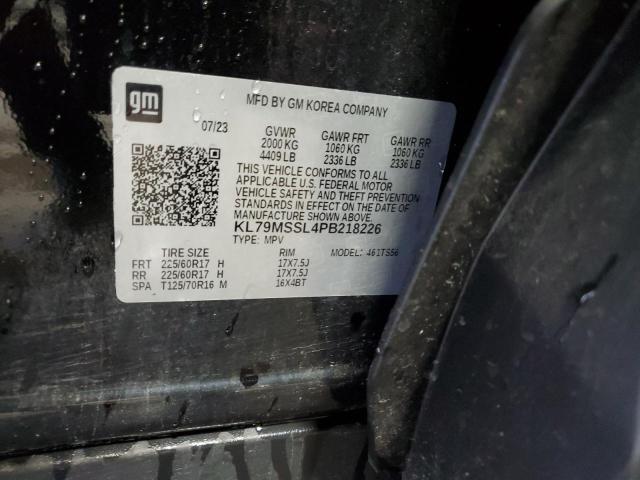 gm
MFD BY GM KOREA COMPANY
07/23 GVWR GAWR FRT GAWR RR
2000 KG 1060 KG 1060 KG
4409 LB 2336 LB 2336 LB
THIS VEHICLE CONFORMS TO ALL
APPLICABLE U.S. FEDERAL MOTOR
VEHICLE SAFETY AND THEFT PREVENTION
STANDARDS IN EFFECT ON THE DATE OF
MANUFACTURE SHOWN ABOVE.
KL79MSSL4PB218226
TYPE: MPV MODEL: 461TS56
TIRE SIZE RIM
FRT 225/60R17 H 17X7.5J
RR 225/60R17 H 17X7.5J
SPA T125/70R16 M 16X4BT